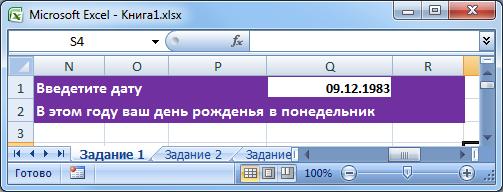 Microsoft Excel - Книга1.xlsx
S4 fx
N O P Q R
1 Введетите дату 09.12.1983
2 В этом году ваш день рожденья в понедельник
3
Задание 1 Задание 2 Задание
Готово 100%